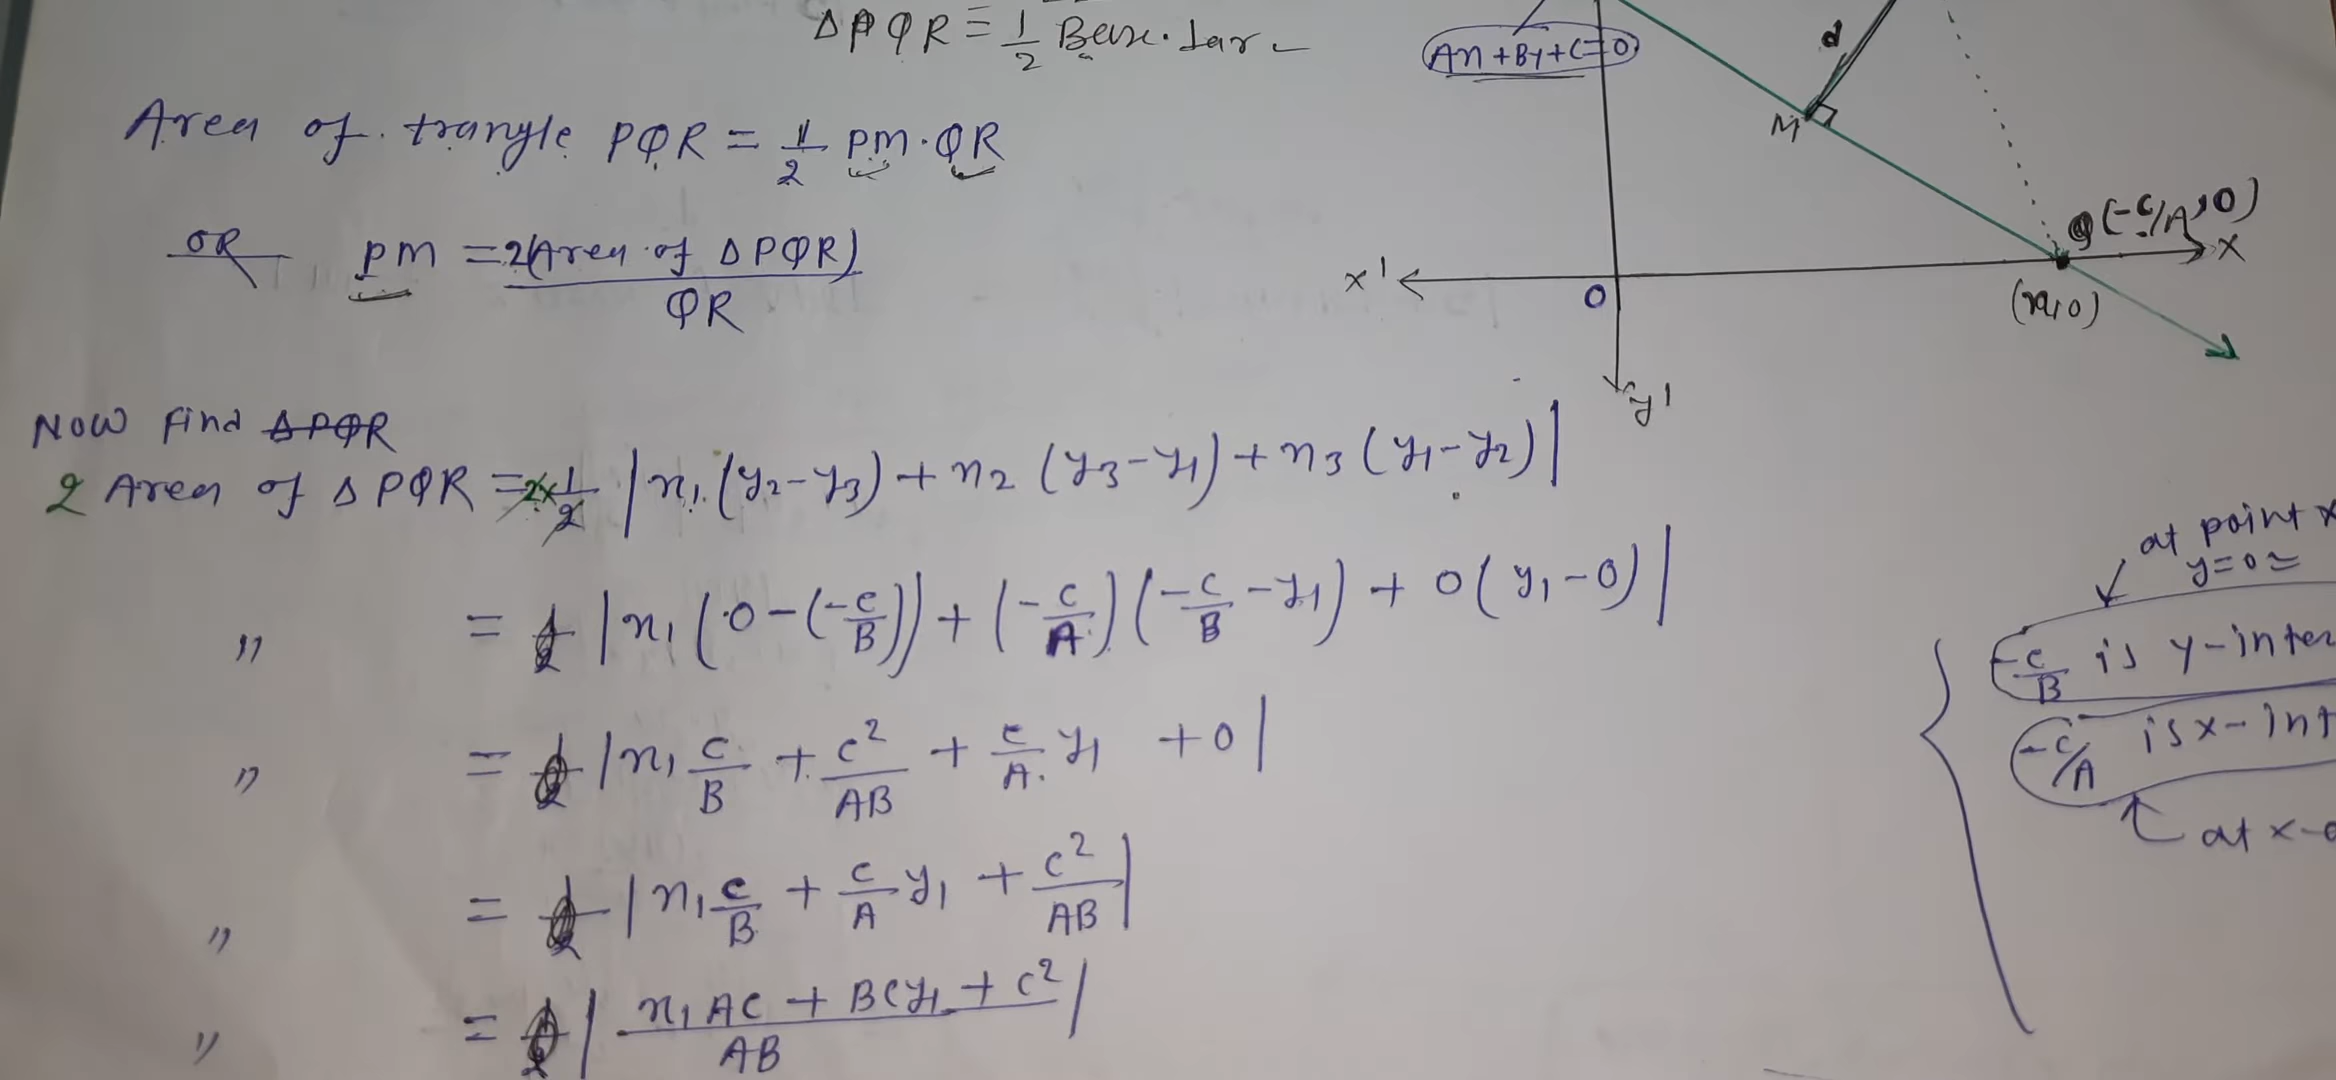 ΔPQR = 1/2 Base·
Area of trangle PQR = 1/2 PM·QR
OR PM = 2(Area of ΔPQR)/QR
Ax+By+C=0
d
M
Q(-C/A,0)
X' O X
(x,0)
y'
Now find ΔPQR
2 Area of ΔPQR = 2×1/2 |x₁(y₂-y₃)+x₂(y₃-y₁)+x₃(y₁-y₂)|
" = |x₁(0-(-C/B))+(-C/A)(-C/B-y₁)+0(y₁-0)|
" = |x₁ C/B + C²/AB + C/A y₁ +0|
" = |x₁ C/B + C/A y₁ + C²/AB|
" = |(x₁AC + BCy₁ + C²)/AB|
at point x
y=0
-C/B is y-inter
-C/A is x-int
at x-a